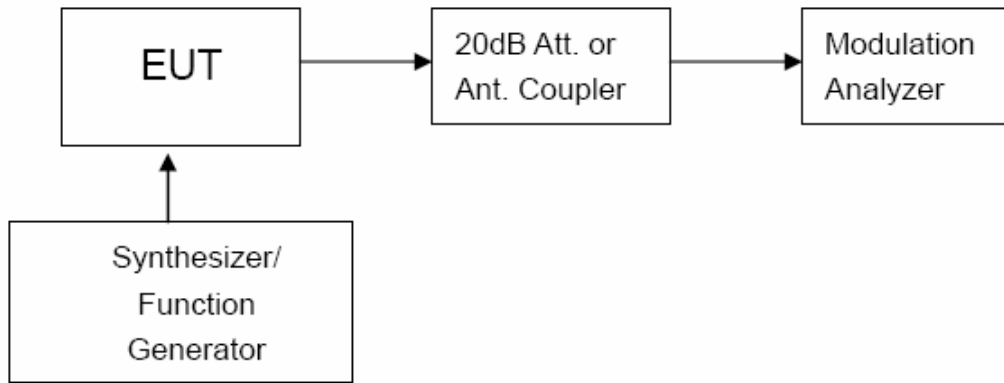 EUT
20dB Att. or
Ant. Coupler
Modulation
Analyzer
Synthesizer/
Function
Generator